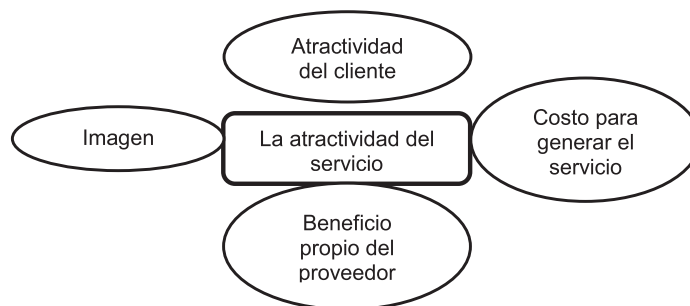 Atractividad
del cliente
Imagen
La atractividad del
servicio
Costo para
generar el
servicio
Beneficio
propio del
proveedor